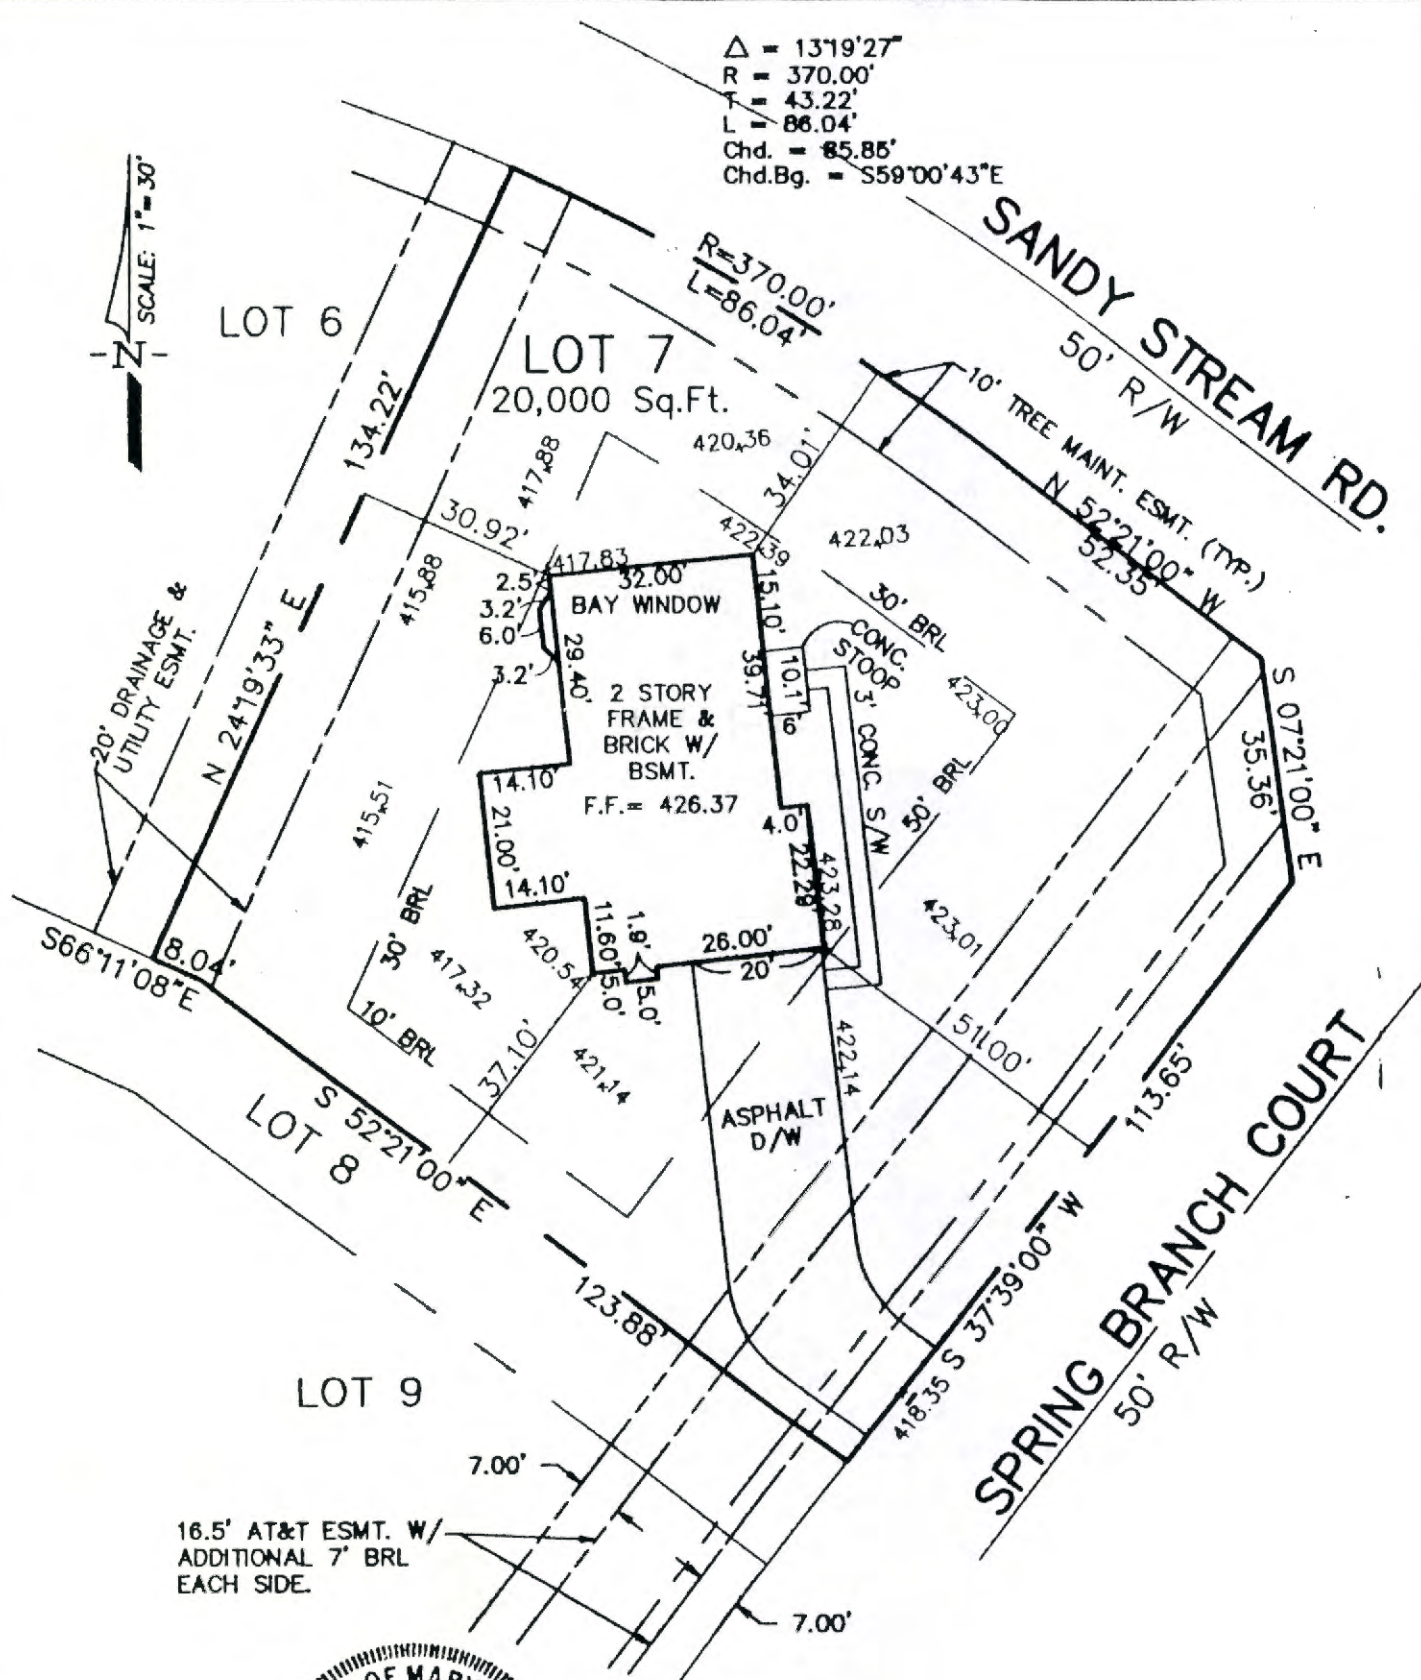 Δ = 13°19'27"
R = 370.00'
T = 43.22'
L = 86.04'
Chd. = 85.85'
Chd.Bg. = S59°00'43"E
SCALE: 1"=30'
-N-
SANDY STREAM RD.
50' R/W
R=370.00'
L=86.04'
LOT 6
LOT 7
20,000 Sq.Ft.
134.22'
N 24°19'33" E
20' DRAINAGE &
UTILITY ESMT.
10' TREE MAINT. ESMT. (TYP.)
N 52°21'00" W
52.35'
420.36
417.88
34.01'
422.39
422.03
30.92'
415.88
417.83
32.00'
2.5'
3.2'
6.0'
3.2'
BAY WINDOW
15.10'
29.40'
39.71'
10.1'
6'
CONC.
STOOP
30' BRL
423.00
3' CONC. S/W
50' BRL
S 07°21'00" E
35.36'
2 STORY
FRAME &
BRICK W/
BSMT.
F.F.= 426.37
14.10'
21.00'
14.10'
4.0'
22.29'
423.28
415.51
30' BRL
417.32
10' BRL
420.54
11.60'
1.9'
5.0'
5.0'
26.00'
20'
423.01
51.00'
422.14
37.10'
421.14
S66°11'08"E
8.04'
ASPHALT
D/W
113.65'
S 37°39'00" W
418.35
LOT 8
S 52°21'00" E
123.88'
LOT 9
SPRING BRANCH COURT
50' R/W
7.00'
16.5' AT&T ESMT. W/
ADDITIONAL 7' BRL
EACH SIDE.
7.00'
OF MARY